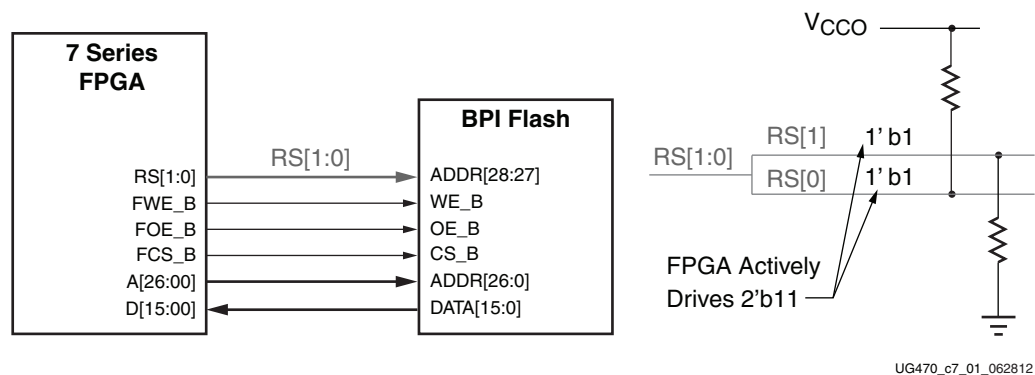 7 Series
FPGA
RS[1:0]
FWE_B
FOE_B
FCS_B
A[26:00]
D[15:00]
RS[1:0]
BPI Flash
ADDR[28:27]
WE_B
OE_B
CS_B
ADDR[26:0]
DATA[15:0]
VCCO
RS[1:0]
RS[1]
1' b1
RS[0]
1' b1
FPGA Actively
Drives 2'b11
UG470_c7_01_062812